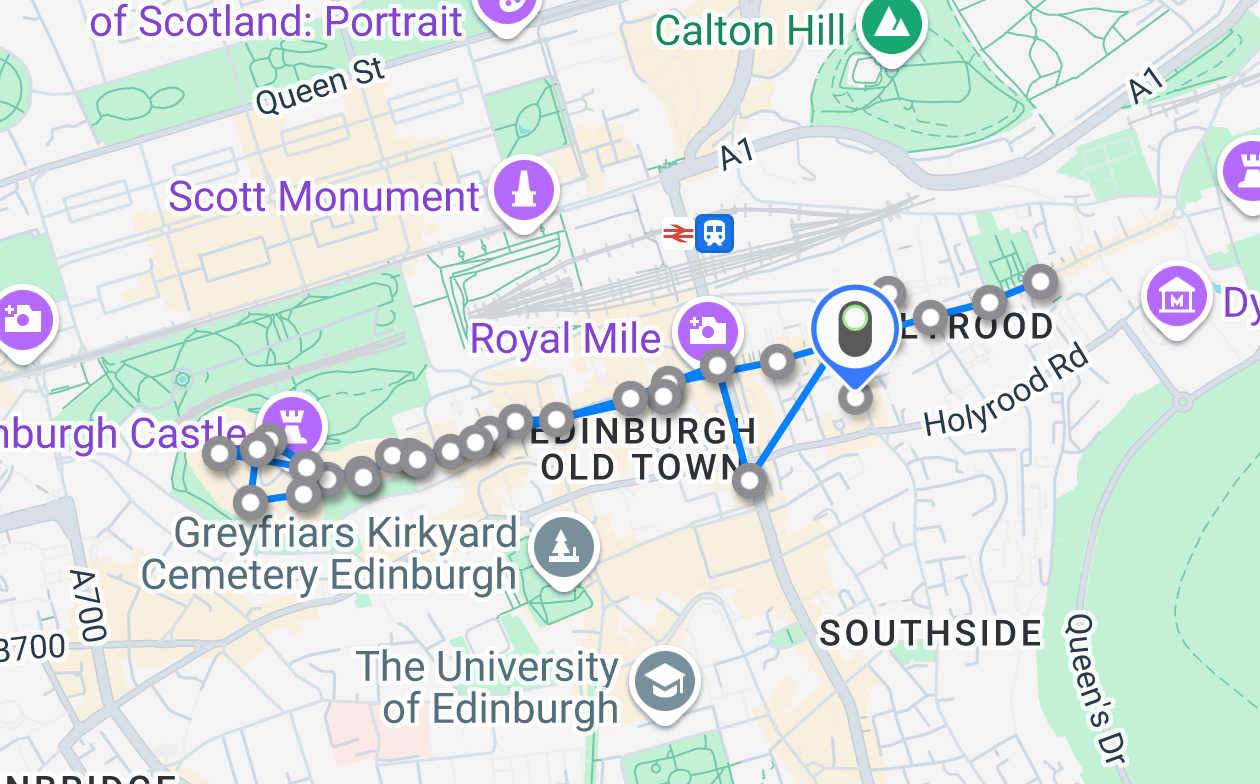 of Scotland: Portrait
Calton Hill
Queen St
A1
A1
Scott Monument
Royal Mile
LYROOD
Dy
Holyrood Rd
nburgh Castle
EDINBURGH
OLD TOWN
Greyfriars Kirkyard
Cemetery Edinburgh
A700
B700
SOUTHSIDE
The University
of Edinburgh
Queen's Dr
M
NBRIDGE